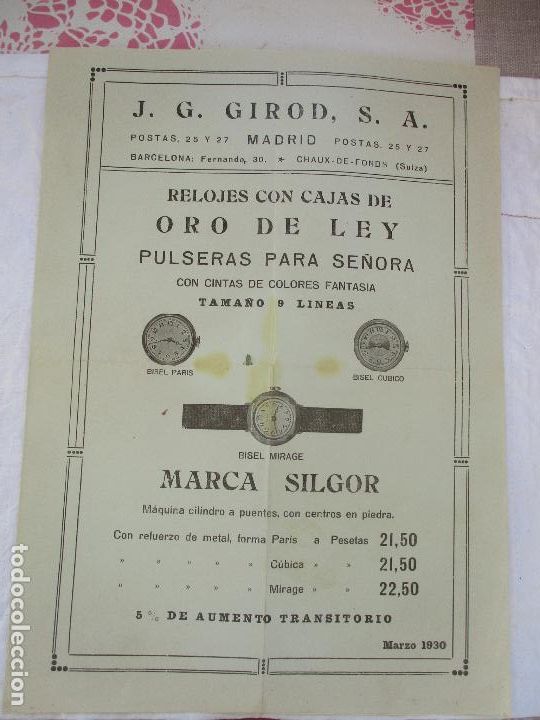 J. G. GIROD, S. A.
POSTAS, 25 Y 27 MADRID POSTAS, 25 Y 27
BARCELONA: Fernando, 30. * CHAUX-DE-FONDS (Suiza)
RELOJES CON CAJAS DE
ORO DE LEY
PULSERAS PARA SEÑORA
CON CINTAS DE COLORES FANTASIA
TAMAÑO 9 LINEAS
BISEL PARIS
BISEL CUBICO
BISEL MIRAGE
MARCA SILGOR
Máquina cilindro a puentes, con centros en piedra.
Con refuerzo de metal, forma París a Pesetas 21,50
» » » » » Cúbica » » 21,50
» » » » » Mirage » » 22,50
5 % DE AUMENTO TRANSITORIO
Marzo 1930
todocoleccion.net